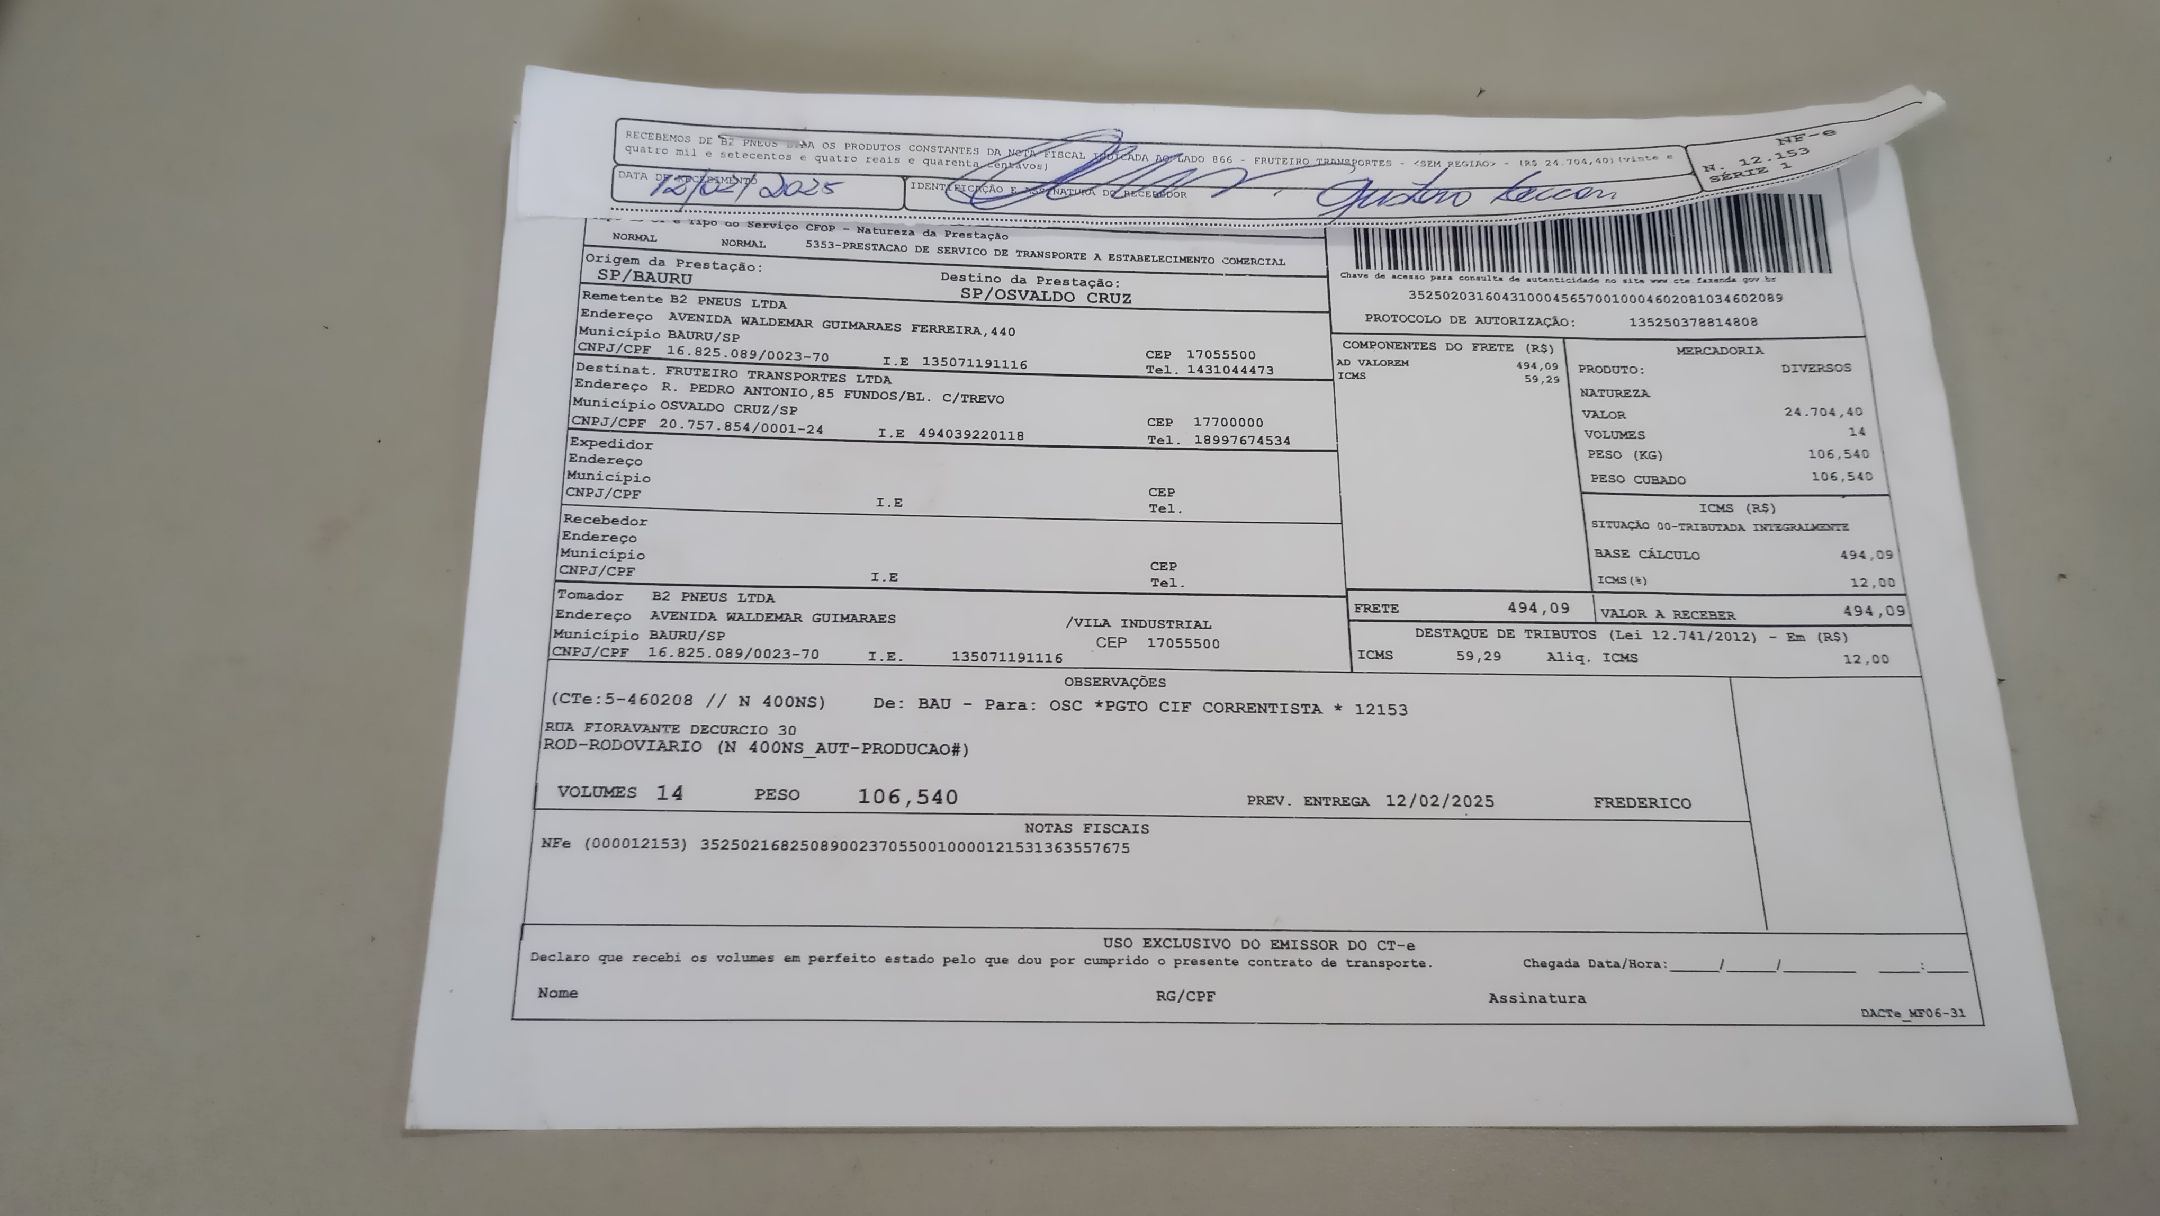 RECEBEMOS DE B2 PNEUS OS PRODUTOS CONSTANTES DA NOTA FISCAL INDICADA AO LADO 866 - FRUTEIRO TRANSPORTES - <SEM REGIAO> - (R$ 24.704,40)(vinte e
quatro mil e setecentos e quatro reais e quarenta centavos)
NF-e
N. 12.153
SÉRIE 1
DATA DE RECEBIMENTO
12/02/2025
IDENTIFICAÇÃO E ASSINATURA DO RECEBEDOR
Gustavo
e Tipo do Serviço CFOP - Natureza da Prestação
NORMAL NORMAL 5353-PRESTACAO DE SERVICO DE TRANSPORTE A ESTABELECIMENTO COMERCIAL
Origem da Prestação: Destino da Prestação:
SP/BAURU SP/OSVALDO CRUZ
Chave de acesso para consulta de autenticidade no site www cte fazenda gov br
35250203160431000456570010004602081034602089
PROTOCOLO DE AUTORIZAÇÃO: 135250378814808
Remetente B2 PNEUS LTDA
Endereço AVENIDA WALDEMAR GUIMARAES FERREIRA,440
Município BAURU/SP CEP 17055500
CNPJ/CPF 16.825.089/0023-70 I.E 135071191116 Tel. 1431044473
Destinat. FRUTEIRO TRANSPORTES LTDA
Endereço R. PEDRO ANTONIO,85 FUNDOS/BL. C/TREVO
Município OSVALDO CRUZ/SP CEP 17700000
CNPJ/CPF 20.757.854/0001-24 I.E 494039220118 Tel. 18997674534
Expedidor
Endereço
Município CEP
CNPJ/CPF I.E Tel.
Recebedor
Endereço
Município CEP
CNPJ/CPF I.E Tel.
Tomador B2 PNEUS LTDA
Endereço AVENIDA WALDEMAR GUIMARAES /VILA INDUSTRIAL
Município BAURU/SP CEP 17055500
CNPJ/CPF 16.825.089/0023-70 I.E. 135071191116
COMPONENTES DO FRETE (R$)
AD VALOREM 494,09
ICMS 59,29
MERCADORIA
PRODUTO: DIVERSOS
NATUREZA
VALOR 24.704,40
VOLUMES 14
PESO (KG) 106,540
PESO CUBADO 106,540
ICMS (R$)
SITUAÇÃO 00-TRIBUTADA INTEGRALMENTE
BASE CÁLCULO 494,09
ICMS(%) 12,00
FRETE 494,09 VALOR A RECEBER 494,09
DESTAQUE DE TRIBUTOS (Lei 12.741/2012) - Em (R$)
ICMS 59,29 Aliq. ICMS 12,00
OBSERVAÇÕES
(CTe:5-460208 // N 400NS) De: BAU - Para: OSC *PGTO CIF CORRENTISTA * 12153
RUA FIORAVANTE DECURCIO 30
ROD-RODOVIARIO (N 400NS_AUT-PRODUCAO#)
VOLUMES 14 PESO 106,540 PREV. ENTREGA 12/02/2025 FREDERICO
NOTAS FISCAIS
NFe (000012153) 35250216825089002370550010000121531363557675
USO EXCLUSIVO DO EMISSOR DO CT-e
Declaro que recebi os volumes em perfeito estado pelo que dou por cumprido o presente contrato de transporte. Chegada Data/Hora:_____/_____/________ ____:____
Nome RG/CPF Assinatura
DACTe_MF06-31